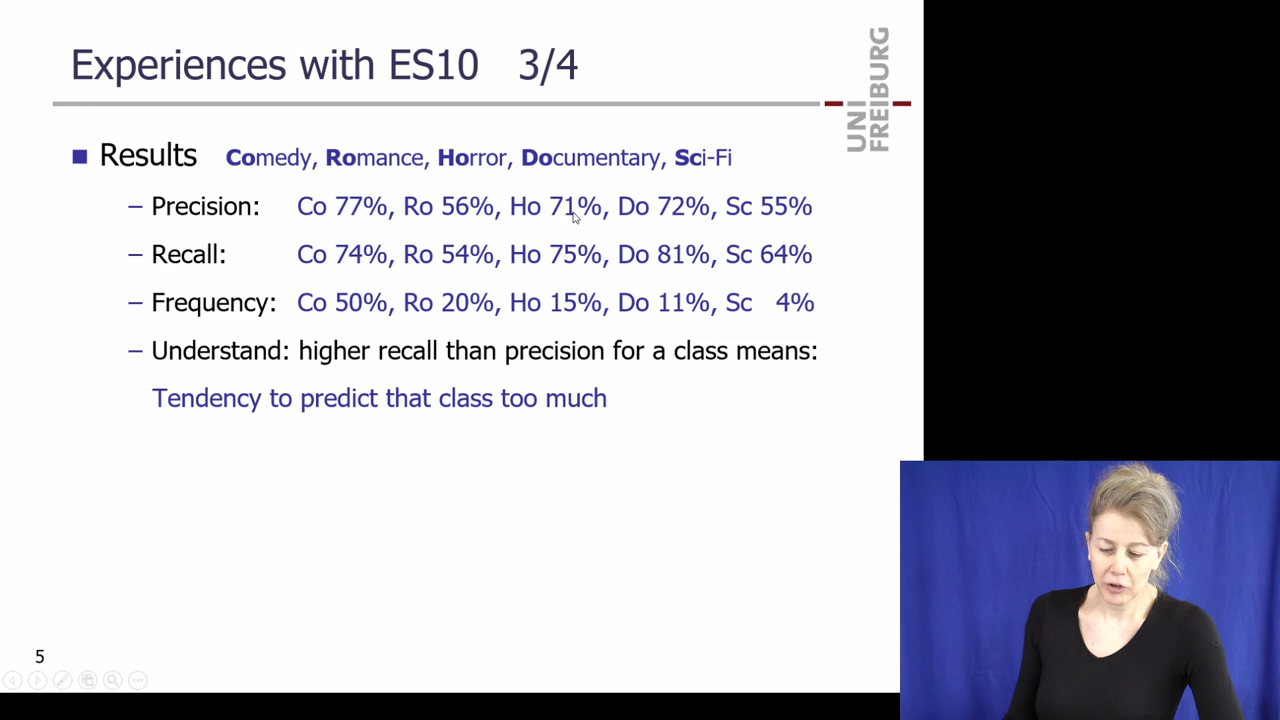 Experiences with ES10 3/4
UNI
FREIBURG
Results Comedy, Romance, Horror, Documentary, Sci-Fi
– Precision: Co 77%, Ro 56%, Ho 71%, Do 72%, Sc 55%
– Recall: Co 74%, Ro 54%, Ho 75%, Do 81%, Sc 64%
– Frequency: Co 50%, Ro 20%, Ho 15%, Do 11%, Sc 4%
– Understand: higher recall than precision for a class means:
Tendency to predict that class too much
5